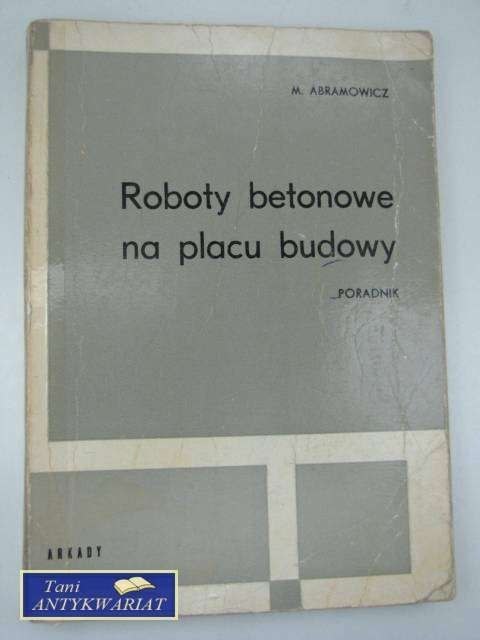 M. ABRAMOWICZ
Roboty betonowe
na placu budowy
PORADNIK
ARKADY
Tani
ANTYKWARIAT